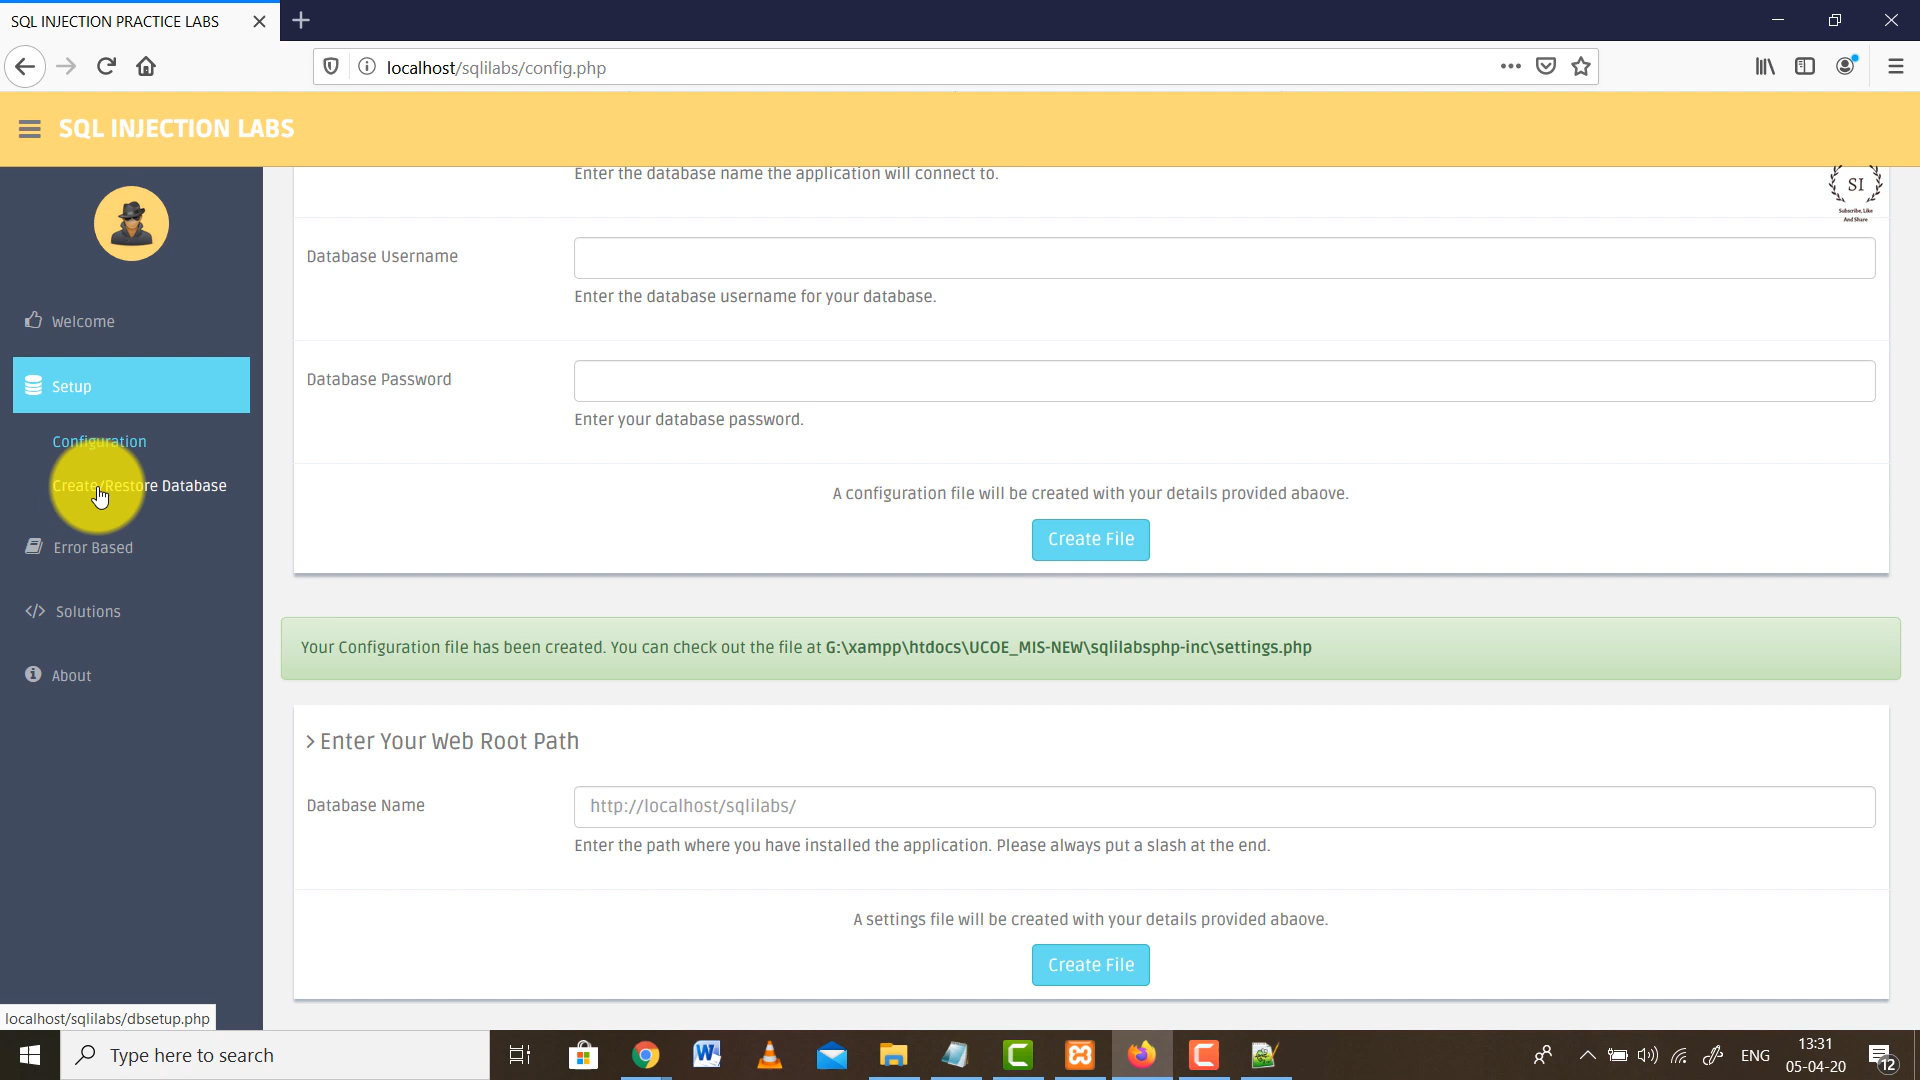 SQL INJECTION PRACTICE LABS
localhost/sqlilabs/config.php
SQL INJECTION LABS
Enter the database name the application will connect to.
SI
Subscribe, Like
And Share
Database Username
Enter the database username for your database.
Welcome
Database Password
Setup
Enter your database password.
Configuration
Create/Restore Database
A configuration file will be created with your details provided abaove.
Create File
Error Based
Solutions
Your Configuration file has been created. You can check out the file at G:\xampp\htdocs\UCOE_MIS-NEW\sqlilabsphp-inc\settings.php
About
> Enter Your Web Root Path
Database Name
http://localhost/sqlilabs/
Enter the path where you have installed the application. Please always put a slash at the end.
A settings file will be created with your details provided abaove.
Create File
localhost/sqlilabs/dbsetup.php
Type here to search
ENG
13:31
05-04-20
12